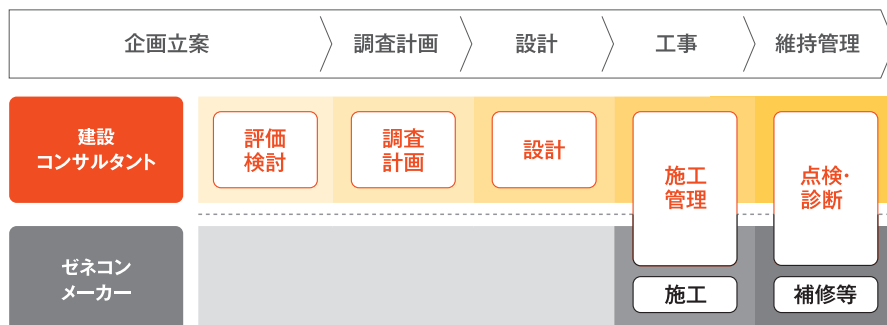 企画立案
調査計画
設計
工事
維持管理
建設
コンサルタント
評価
検討
調査
計画
設計
施工
管理
点検・
診断
ゼネコン
メーカー
施工
補修等